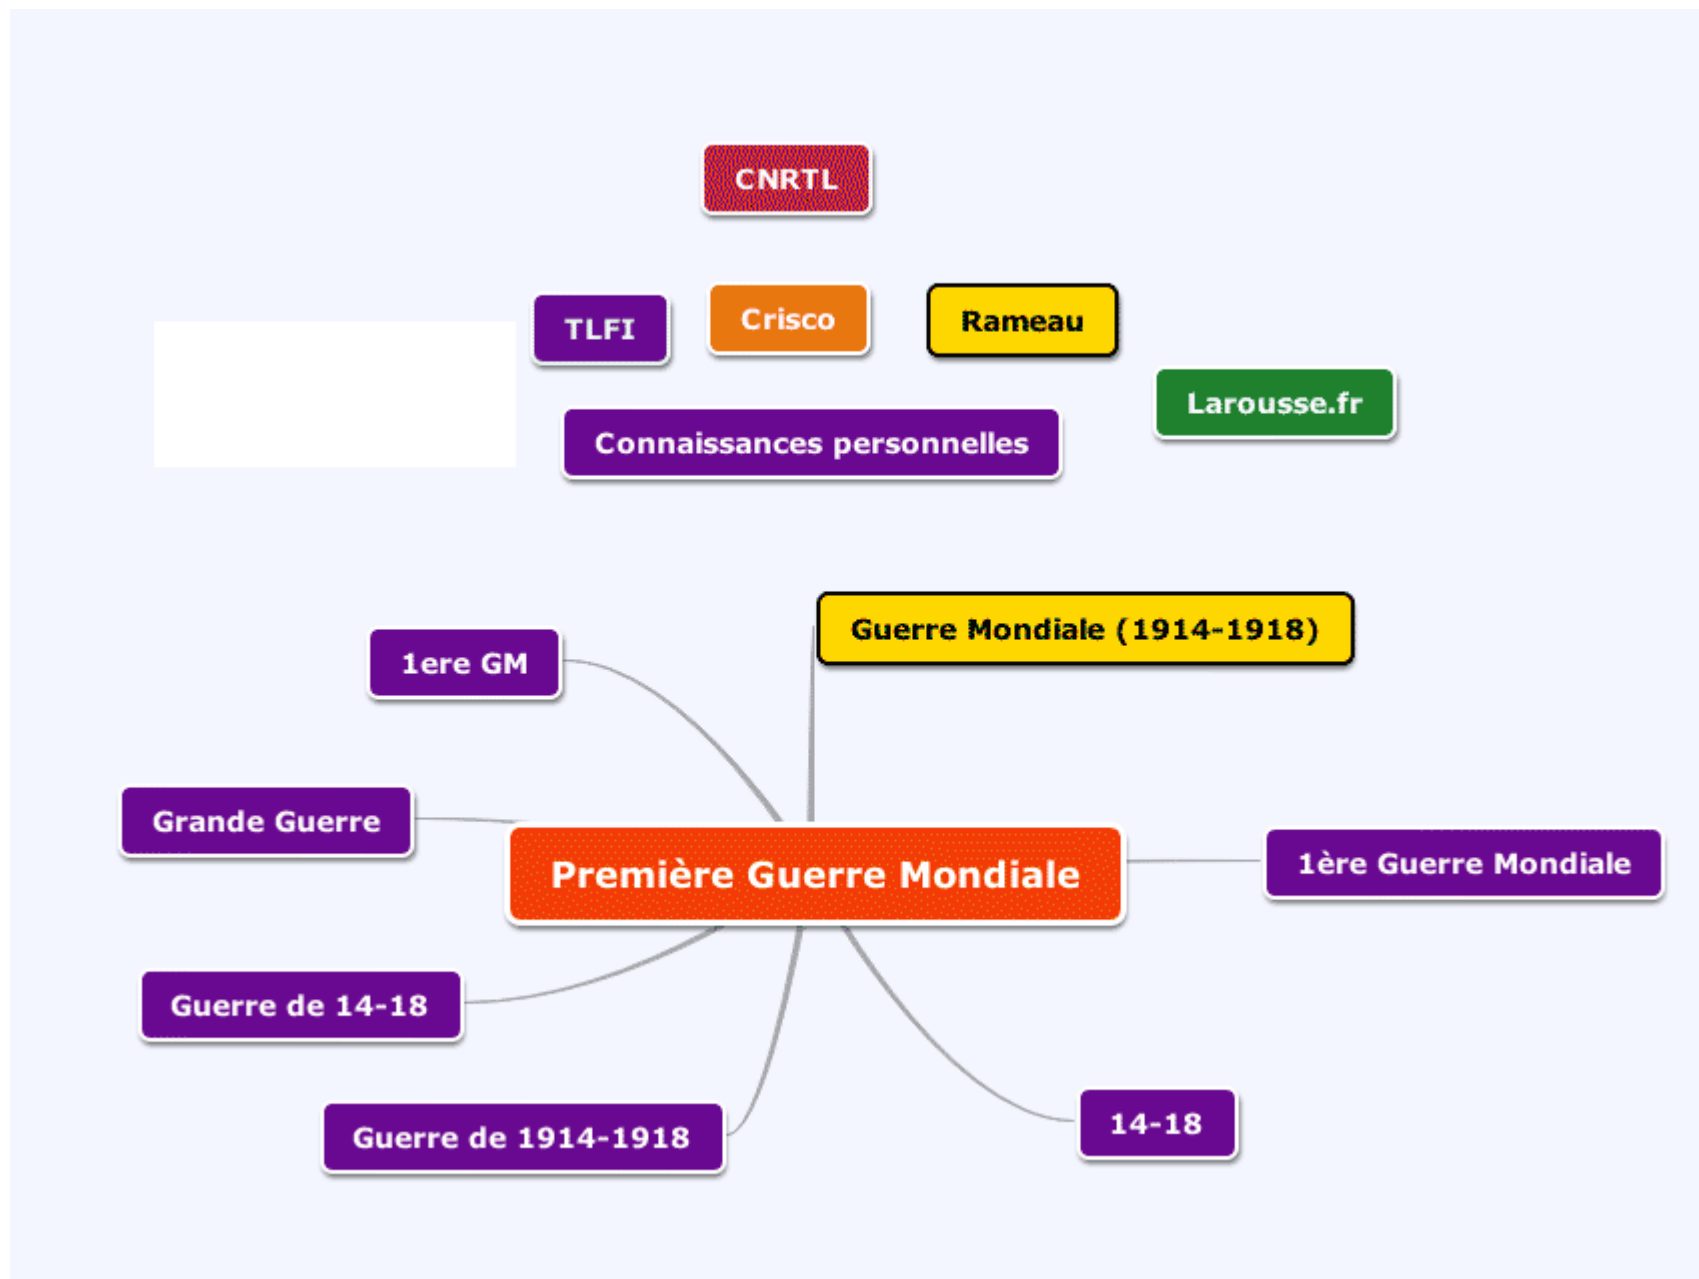 CNRTL
TLFI
Crisco
Rameau
Larousse.fr
Connaissances personnelles
Guerre Mondiale (1914-1918)
1ere GM
Grande Guerre
Première Guerre Mondiale
1ère Guerre Mondiale
Guerre de 14-18
Guerre de 1914-1918
14-18